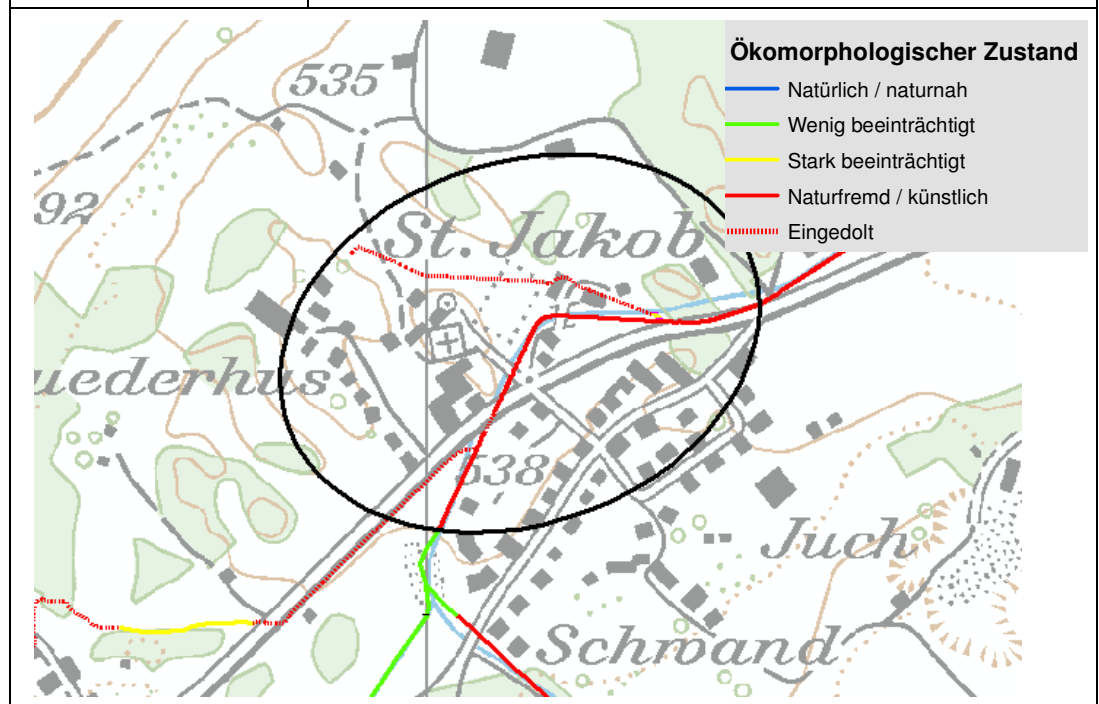 Ökomorphologischer Zustand
Natürlich / naturnah
Wenig beeinträchtigt
Stark beeinträchtigt
Naturfremd / künstlich
Eingedolt
535
92
St. Jakob
uederhus
538
Juch
Schwand